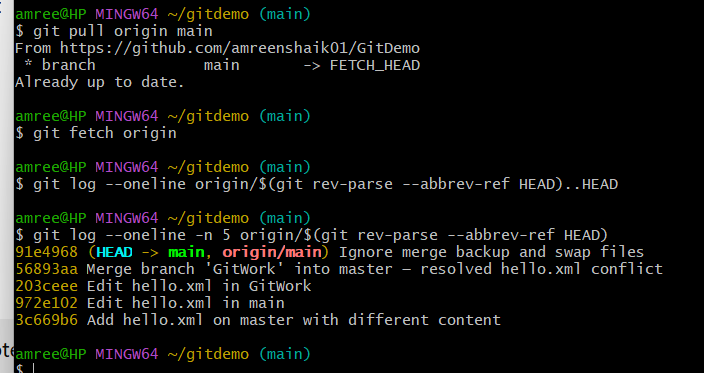 amree@HP MINGW64 ~/gitdemo (main)
$ git pull origin main
From https://github.com/amreenshaik01/GitDemo
 * branch            main       -> FETCH_HEAD
Already up to date.

amree@HP MINGW64 ~/gitdemo (main)
$ git fetch origin

amree@HP MINGW64 ~/gitdemo (main)
$ git log --oneline origin/$(git rev-parse --abbrev-ref HEAD)..HEAD

amree@HP MINGW64 ~/gitdemo (main)
$ git log --oneline -n 5 origin/$(git rev-parse --abbrev-ref HEAD)
91e4968 (HEAD -> main, origin/main) Ignore merge backup and swap files
56893aa Merge branch 'GitWork' into master – resolved hello.xml conflict
203ceee Edit hello.xml in GitWork
972e102 Edit hello.xml in main
3c669b6 Add hello.xml on master with different content

amree@HP MINGW64 ~/gitdemo (main)
$